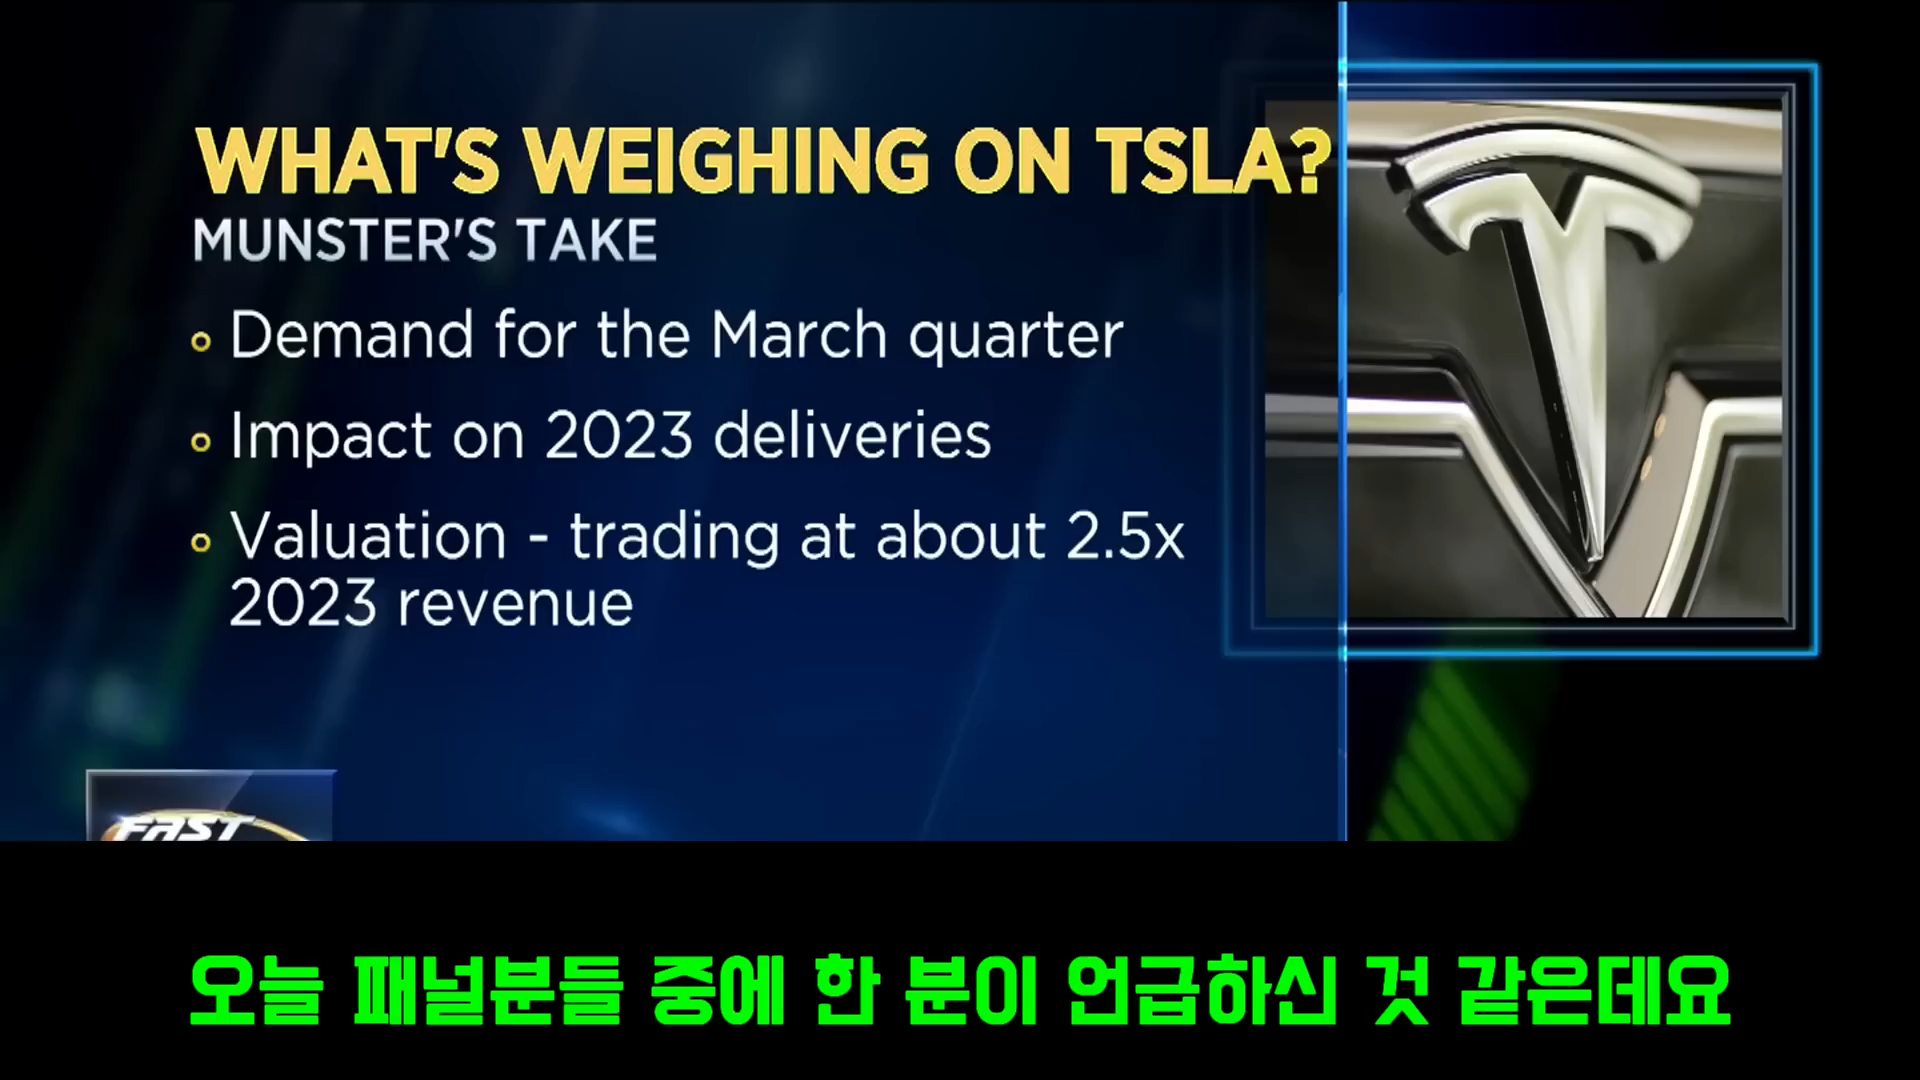 WHAT'S WEIGHING ON TSLA?
MUNSTER'S TAKE
Demand for the March quarter
Impact on 2023 deliveries
Valuation - trading at about 2.5x
2023 revenue
FAST
오늘 패널분들 중에 한 분이 언급하신 것 같은데요